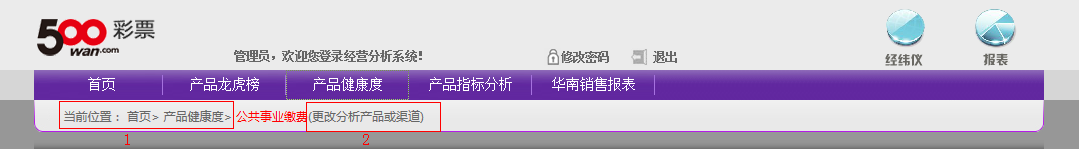 500wan.com 彩票
管理员，欢迎您登录经营分析系统！ 修改密码 退出 经纬仪 报表
首页 产品龙虎榜 产品健康度 产品指标分析 华南销售报表
当前位置： 首页> 产品健康度> 公共事业缴费(更改分析产品或渠道)
1 2